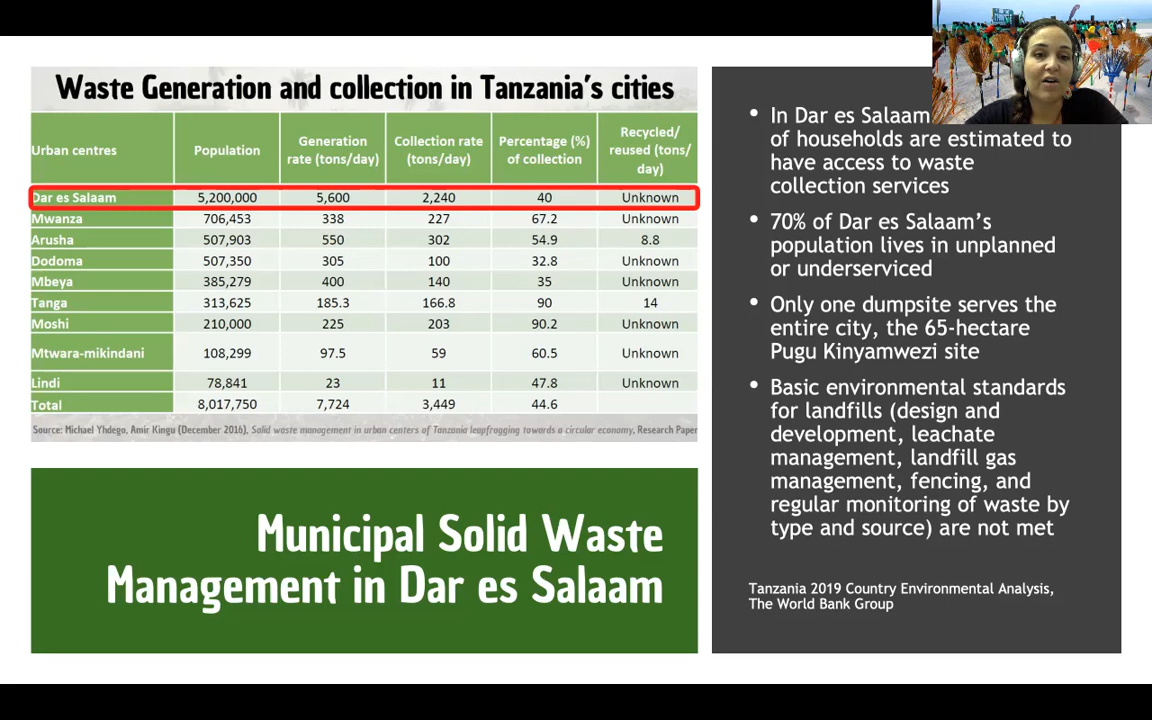 Waste Generation and collection in Tanzania's cities
Urban centres Population Generation rate (tons/day) Collection rate (tons/day) Percentage (%) of collection Recycled/ reused (tons/ day)
Dar es Salaam 5,200,000 5,600 2,240 40 Unknown
Mwanza 706,453 338 227 67.2 Unknown
Arusha 507,903 550 302 54.9 8.8
Dodoma 507,350 305 100 32.8 Unknown
Mbeya 385,279 400 140 35 Unknown
Tanga 313,625 185.3 166.8 90 14
Moshi 210,000 225 203 90.2 Unknown
Mtwara-mikindani 108,299 97.5 59 60.5 Unknown
Lindi 78,841 23 11 47.8 Unknown
Total 8,017,750 7,724 3,449 44.6
Source: Michael Yhdego, Amir Kingu (December 2016), Solid waste management in urban centers of Tanzania leapfrogging towards a circular economy, Research Paper
Municipal Solid Waste
Management in Dar es Salaam
• In Dar es Salaam
of households are estimated to
have access to waste
collection services
• 70% of Dar es Salaam's
population lives in unplanned
or underserviced
• Only one dumpsite serves the
entire city, the 65-hectare
Pugu Kinyamwezi site
• Basic environmental standards
for landfills (design and
development, leachate
management, landfill gas
management, fencing, and
regular monitoring of waste by
type and source) are not met
Tanzania 2019 Country Environmental Analysis,
The World Bank Group